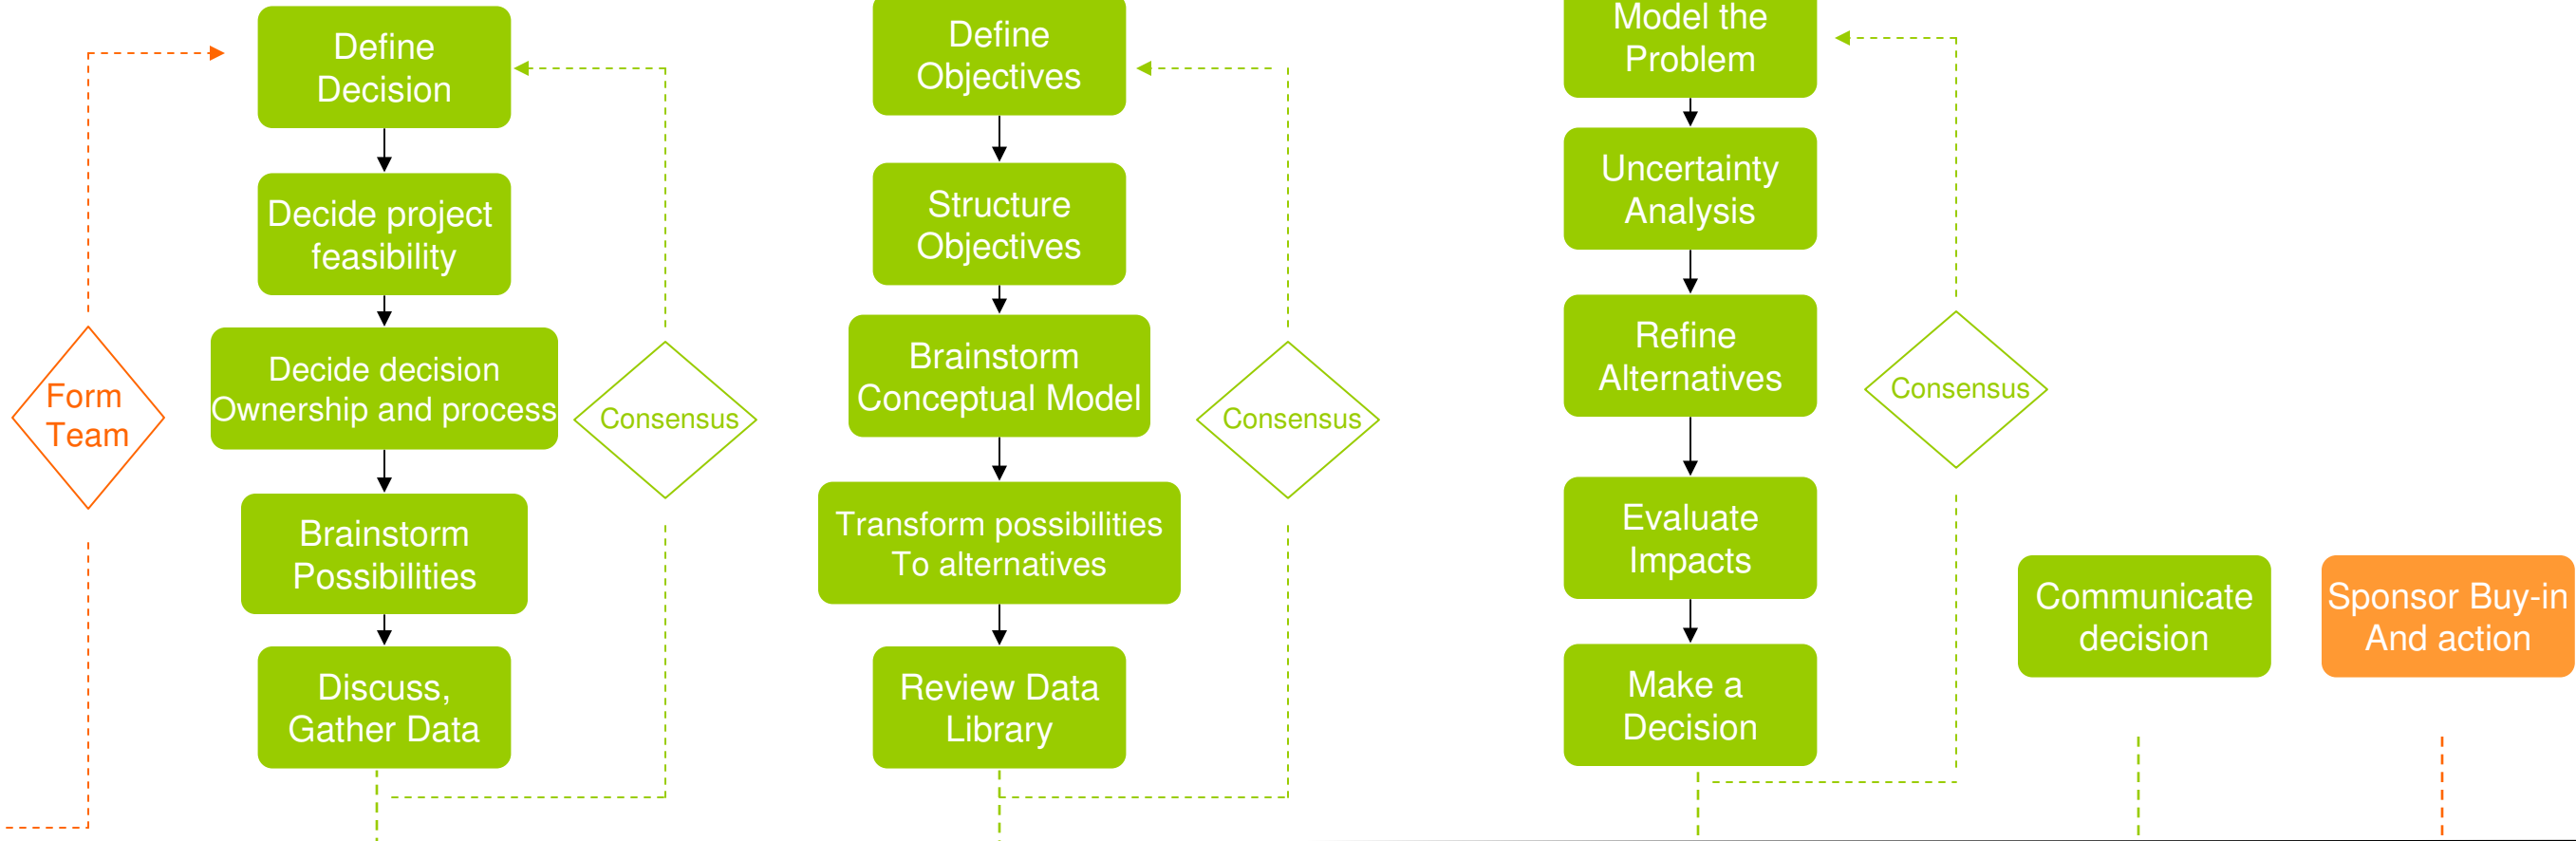 Form
Team
Define
Decision
Decide project
feasibility
Decide decision
Ownership and process
Brainstorm
Possibilities
Discuss,
Gather Data
Consensus
Define
Objectives
Structure
Objectives
Brainstorm
Conceptual Model
Transform possibilities
To alternatives
Review Data
Library
Consensus
Model the
Problem
Uncertainty
Analysis
Refine
Alternatives
Evaluate
Impacts
Make a
Decision
Consensus
Communicate
decision
Sponsor Buy-in
And action